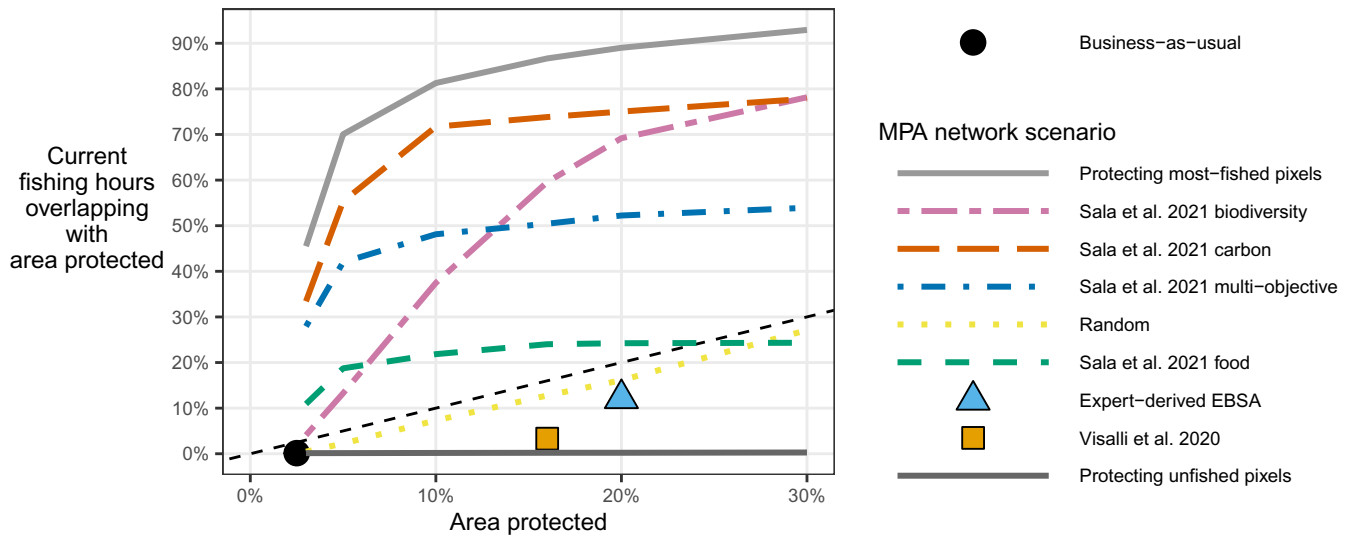 Current
fishing hours
overlapping
with
area protected
90%
80%
70%
60%
50%
40%
30%
20%
10%
0%
0%
10%
20%
30%
Area protected
Business−as−usual
MPA network scenario
Protecting most−fished pixels
Sala et al. 2021 biodiversity
Sala et al. 2021 carbon
Sala et al. 2021 multi−objective
Random
Sala et al. 2021 food
Expert−derived EBSA
Visalli et al. 2020
Protecting unfished pixels